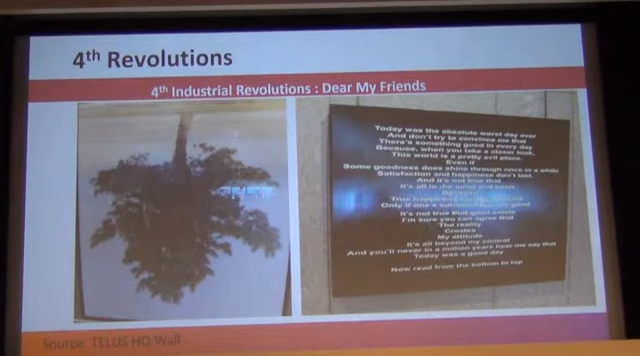 4th Revolutions
4th Industrial Revolutions : Dear My Friends
Today was the absolute worst day ever
And don't try to convince me that
There's something good in every day
Because, when you take a closer look,
This world is a pretty evil place.
Even if
Some goodness does shine through once in a while
Satisfaction and happiness don't last.
And it's not true that
It's all in the mind and heart
Because
True happiness
Only if one's surroundings are good
It's not true that good exists
I'm sure you can agree that
The reality
Creates
My attitude
It's all beyond my control
And you'll never in a million years hear me say that
Today was a good day
Now read from the bottom to top
Source: TELUS HQ Wall